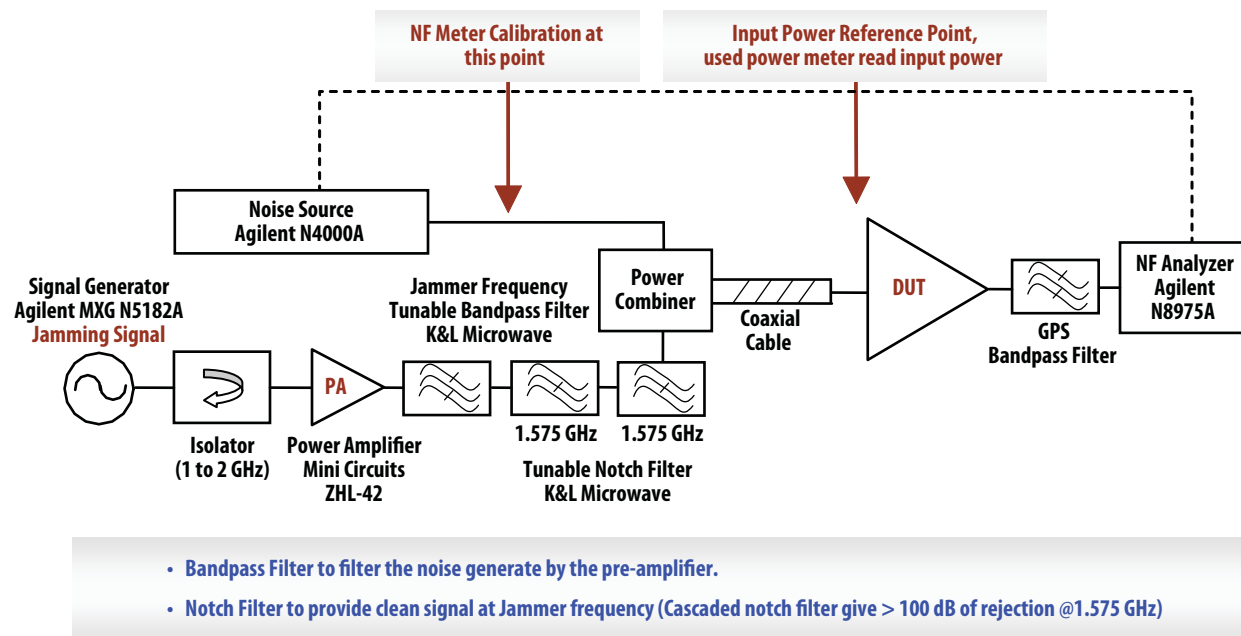 NF Meter Calibration at
this point
Input Power Reference Point,
used power meter read input power
Noise Source
Agilent N4000A
Signal Generator
Agilent MXG N5182A
Jamming Signal
Jammer Frequency
Tunable Bandpass Filter
K&L Microwave
Power
Combiner
Coaxial
Cable
DUT
GPS
Bandpass Filter
NF Analyzer
Agilent
N8975A
Isolator
(1 to 2 GHz)
PA
Power Amplifier
Mini Circuits
ZHL-42
1.575 GHz
1.575 GHz
Tunable Notch Filter
K&L Microwave
• Bandpass Filter to filter the noise generate by the pre-amplifier.
• Notch Filter to provide clean signal at Jammer frequency (Cascaded notch filter give > 100 dB of rejection @1.575 GHz)